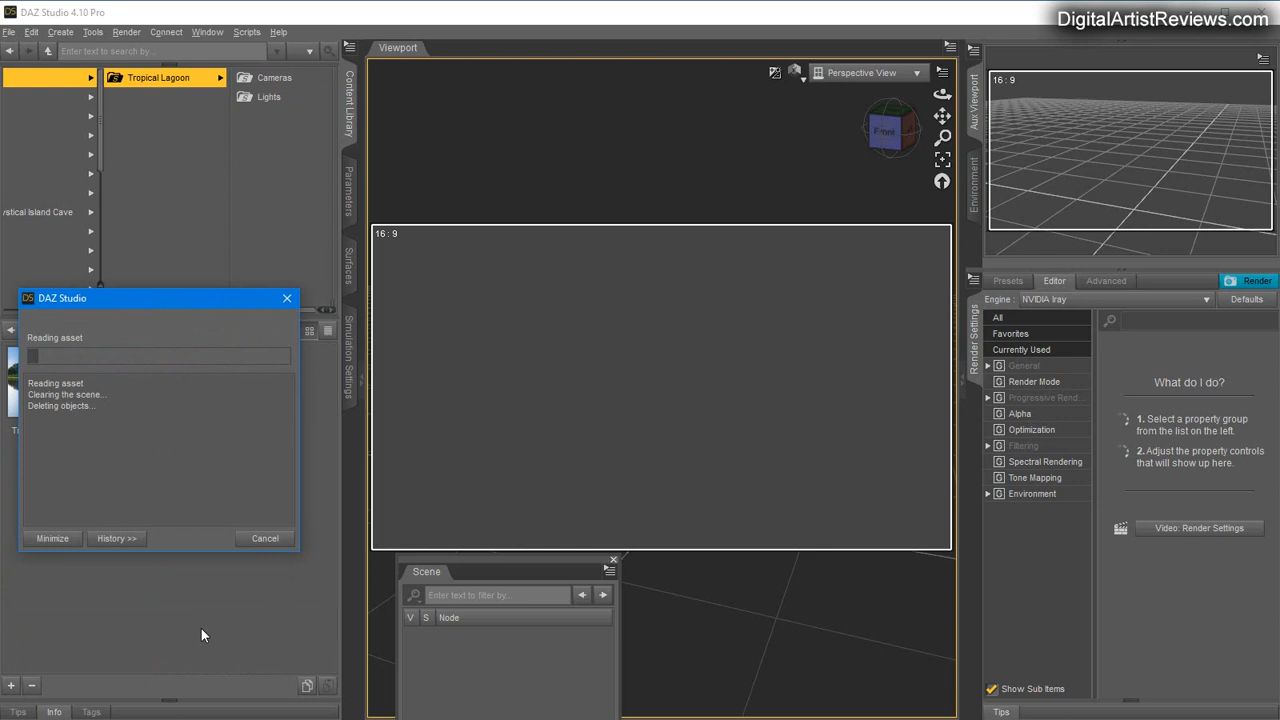 DS DAZ Studio 4.10 Pro
DigitalArtistReviews.com
File Edit Create Tools Render Connect Window Scripts Help
Enter text to search by...
Viewport
Tropical Lagoon
Cameras
Lights
ystical Island Cave
Content Library
Parameters
Surfaces
Simulation Settings
Perspective View
Front
16 : 9
Aux Viewport
Environment
16 : 9
DS DAZ Studio
Reading asset
Reading asset
Clearing the scene...
Deleting objects...
Minimize
History >>
Cancel
Tr
Scene
Enter text to filter by...
V S Node
Presets Editor Advanced
Render
Engine : NVIDIA Iray
Defaults
Render Settings
All
Favorites
Currently Used
G General
G Render Mode
G Progressive Rend...
G Alpha
G Optimization
G Filtering
G Spectral Rendering
G Tone Mapping
G Environment
What do I do?
1. Select a property group
from the list on the left.
2. Adjust the property controls
that will show up here.
Video: Render Settings
Show Sub Items
Tips Info Tags
Tips